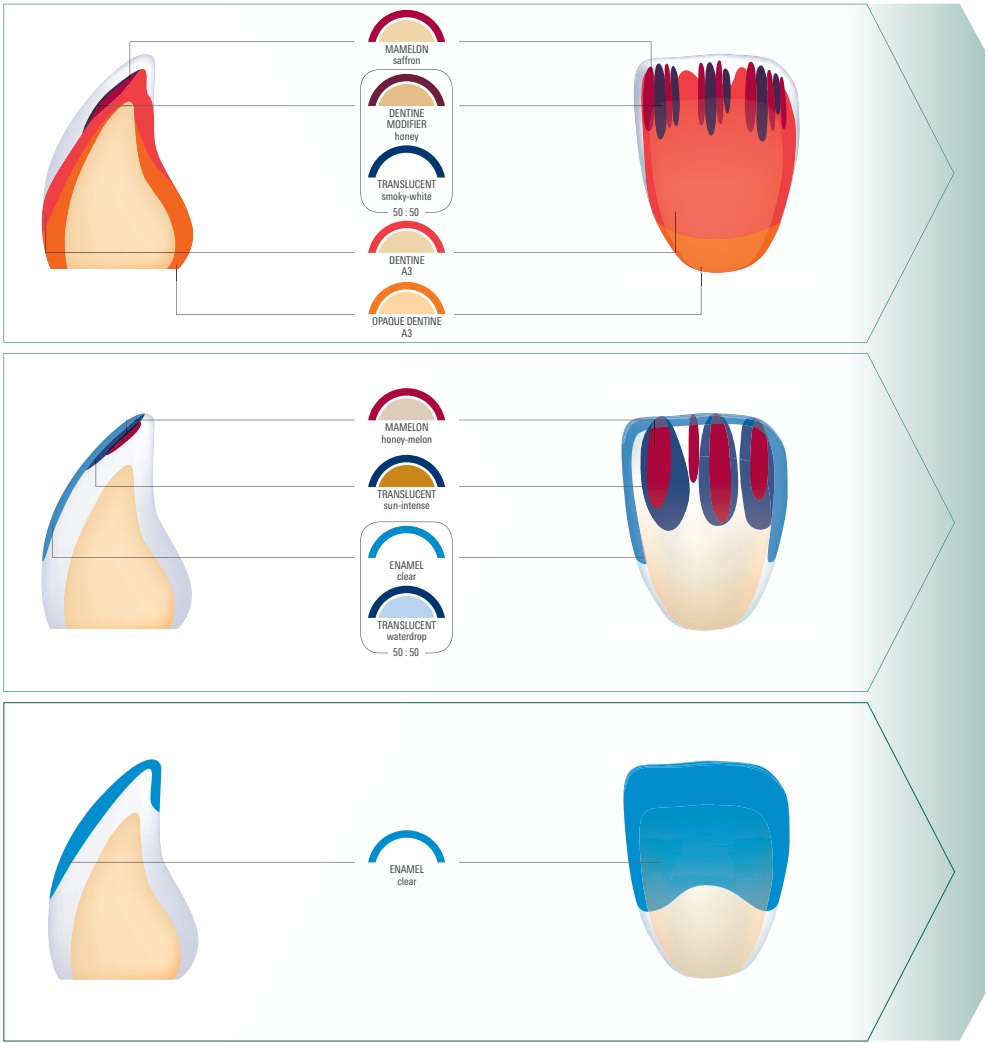 MAMELON
saffron
DENTINE
MODIFIER
honey
TRANSLUCENT
smoky-white
50 : 50
DENTINE
A3
OPAQUE DENTINE
A3
MAMELON
honey-melon
TRANSLUCENT
sun-intense
ENAMEL
clear
TRANSLUCENT
waterdrop
50 : 50
ENAMEL
clear